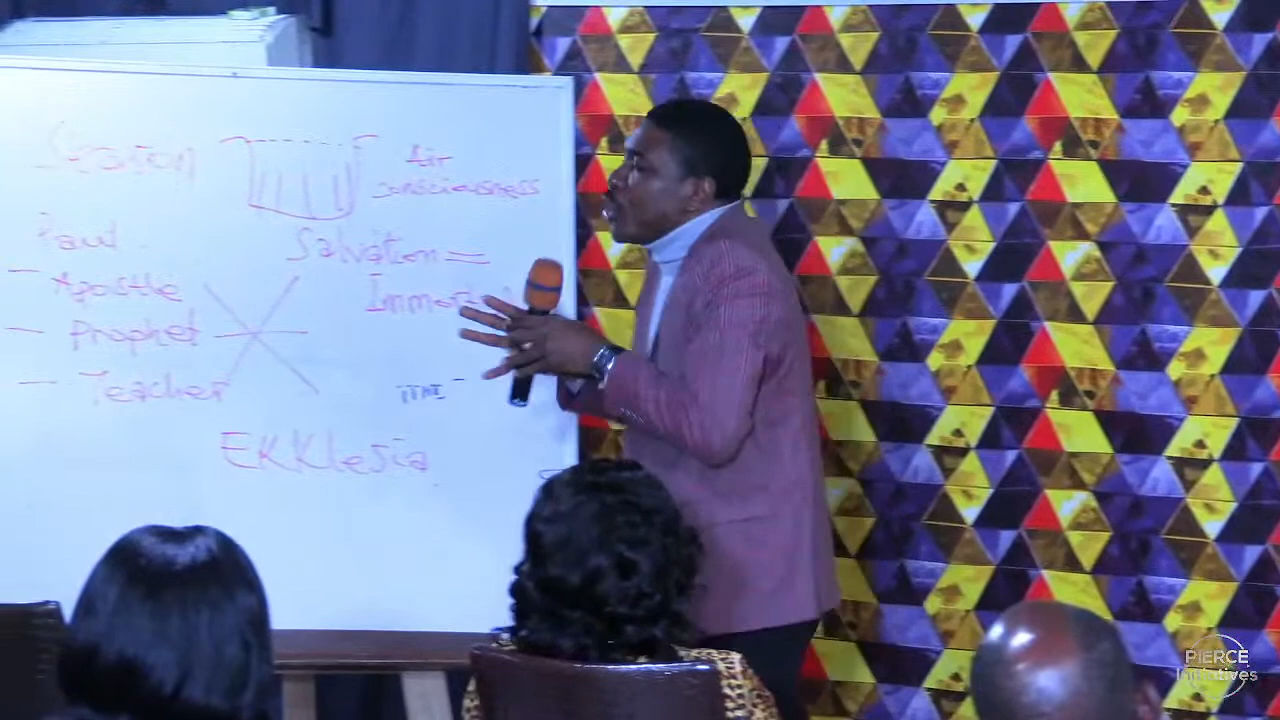 Season
Air
consciousness
Paul
Salvation =
- Apostle
- Prophet
- Teacher
EKKlesia
PIERCE
Initiatives